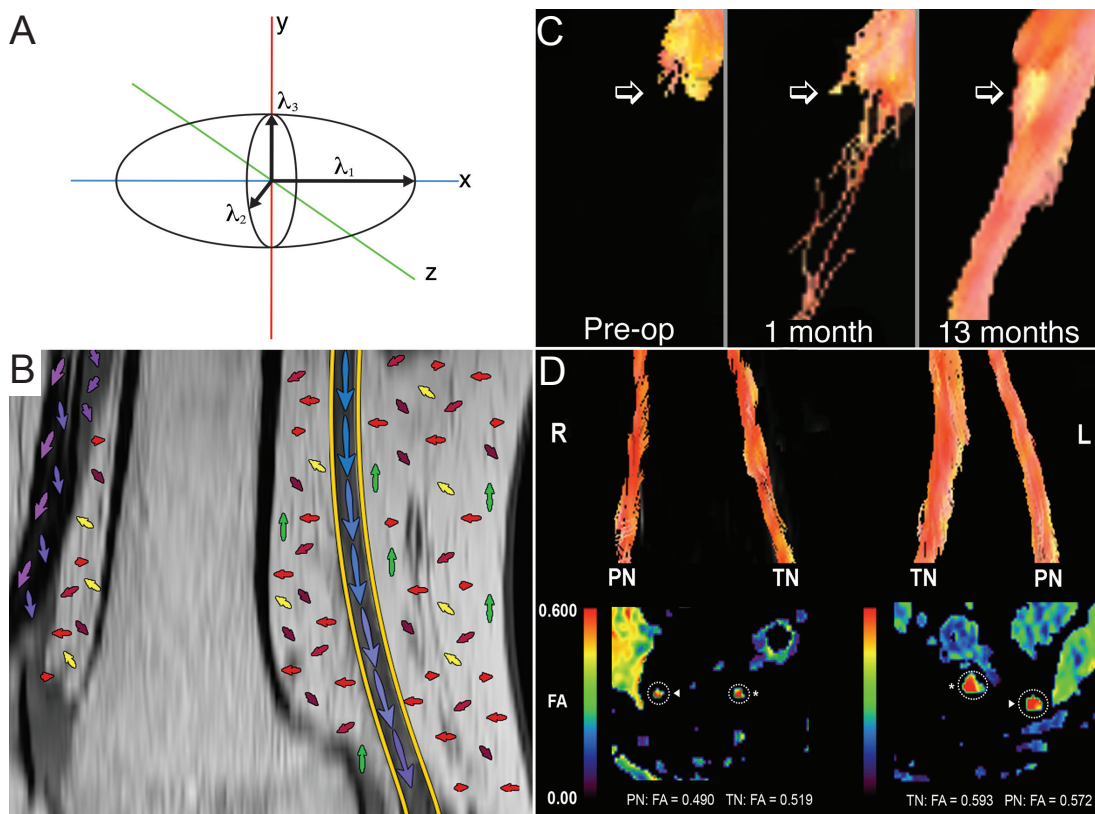 A
y
λ3
λ1
x
λ2
z
B
C
Pre-op
1 month
13 months
D
R
L
PN
TN
TN
PN
0.600
FA
0.00
*
*
PN: FA = 0.490 TN: FA = 0.519
TN: FA = 0.593 PN: FA = 0.572